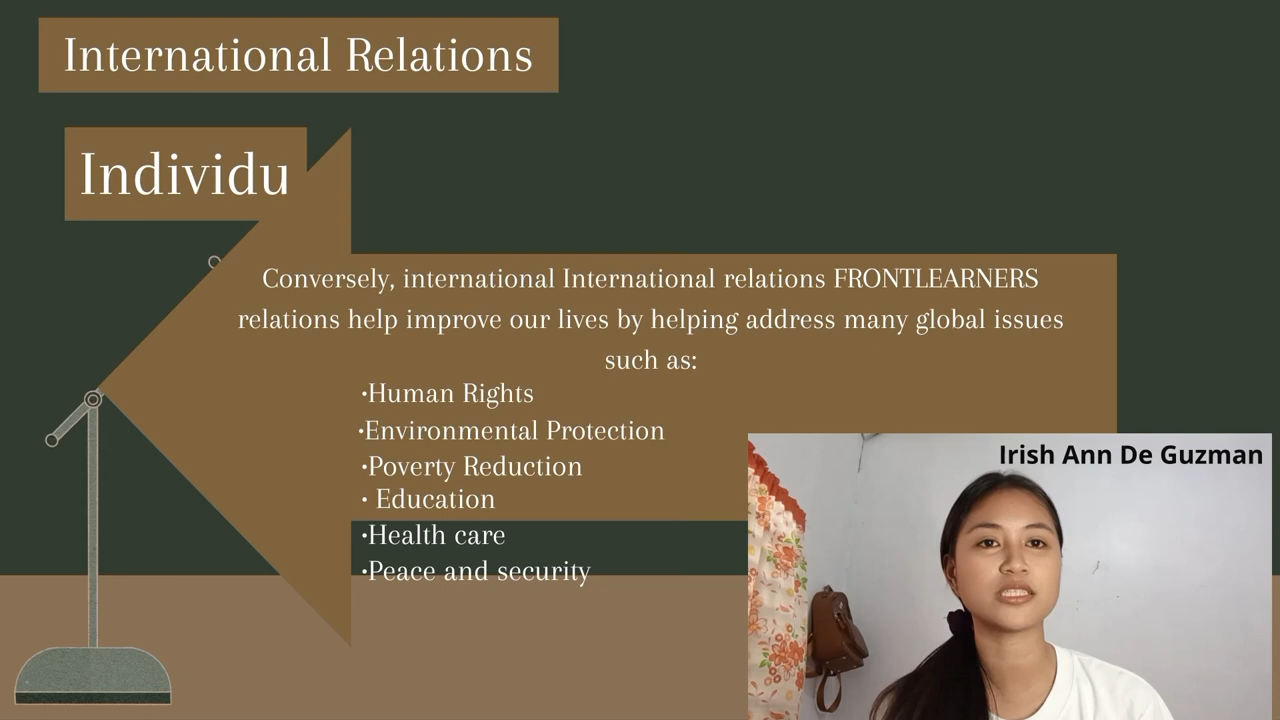 International Relations
Individu
Conversely, international International relations FRONTLEARNERS
relations help improve our lives by helping address many global issues
such as:
•Human Rights
•Environmental Protection
•Poverty Reduction
• Education
•Health care
•Peace and security
Irish Ann De Guzman